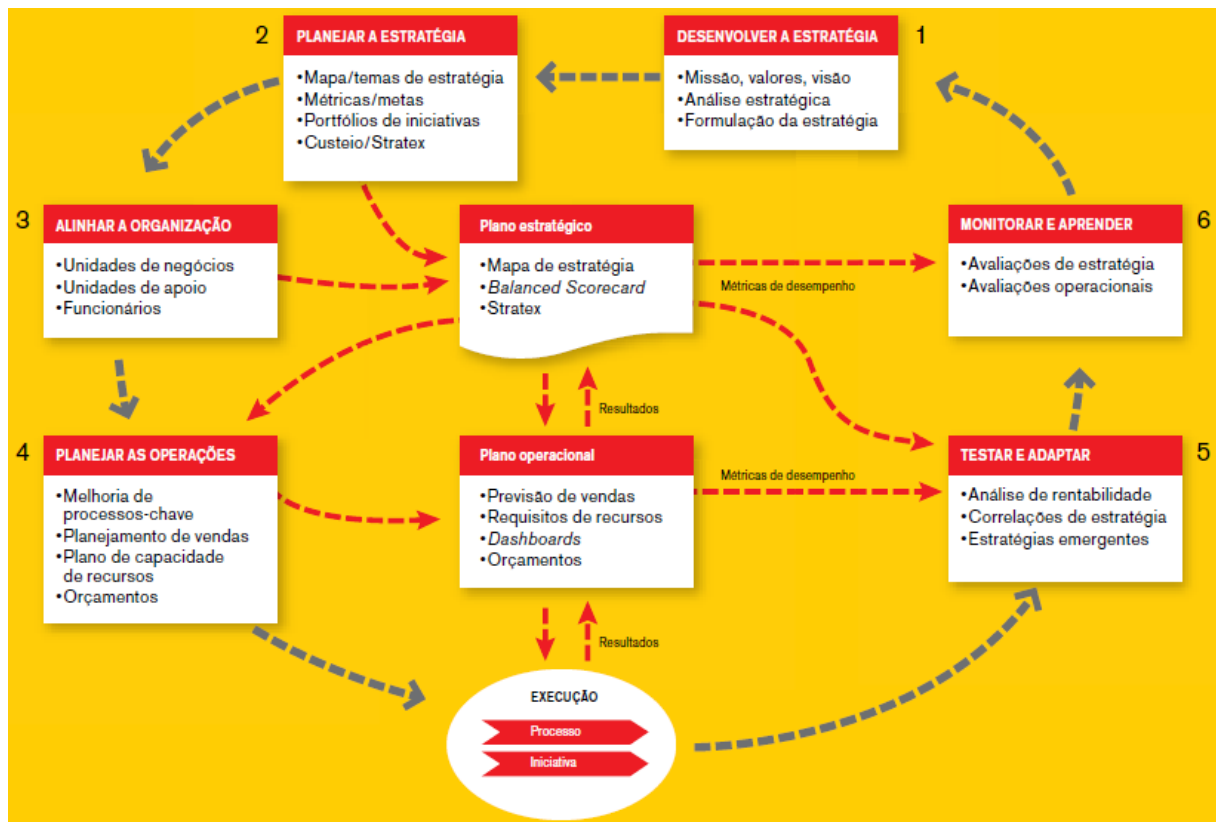 2
PLANEJAR A ESTRATÉGIA
•Mapa/temas de estratégia
•Métricas/metas
•Portfólios de iniciativas
•Custeio/Stratex
DESENVOLVER A ESTRATÉGIA
1
•Missão, valores, visão
•Análise estratégica
•Formulação da estratégia
3
ALINHAR A ORGANIZAÇÃO
•Unidades de negócios
•Unidades de apoio
•Funcionários
Plano estratégico
•Mapa de estratégia
•Balanced Scorecard
•Stratex
Métricas de desempenho
MONITORAR E APRENDER
6
•Avaliações de estratégia
•Avaliações operacionais
Resultados
4
PLANEJAR AS OPERAÇÕES
•Melhoria de
processos-chave
•Planejamento de vendas
•Plano de capacidade
de recursos
•Orçamentos
Plano operacional
•Previsão de vendas
•Requisitos de recursos
•Dashboards
•Orçamentos
Métricas de desempenho
TESTAR E ADAPTAR
5
•Análise de rentabilidade
•Correlações de estratégia
•Estratégias emergentes
Resultados
EXECUÇÃO
Processo
Iniciativa